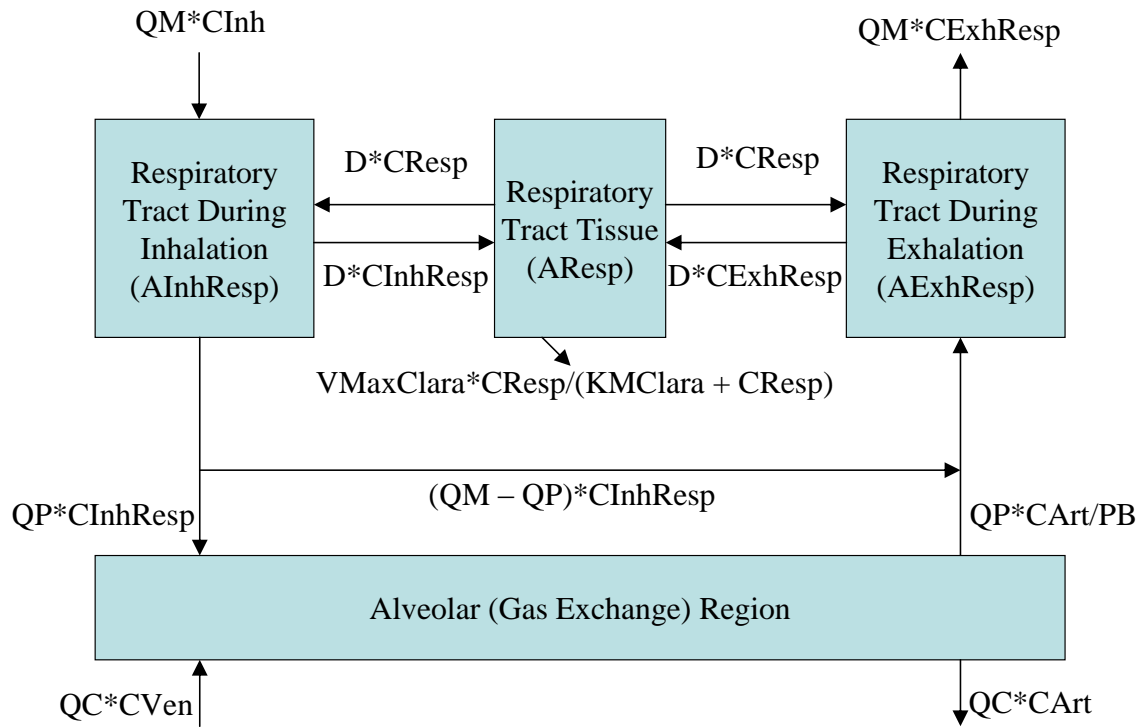 QM*CInh
QM*CExhResp
Respiratory
Tract During
Inhalation
(AInhResp)
D*CResp
D*CInhResp
Respiratory
Tract Tissue
(AResp)
D*CResp
D*CExhResp
Respiratory
Tract During
Exhalation
(AExhResp)
VMaxClara*CResp/(KMClara + CResp)
(QM – QP)*CInhResp
QP*CInhResp
QP*CArt/PB
Alveolar (Gas Exchange) Region
QC*CVen
QC*CArt